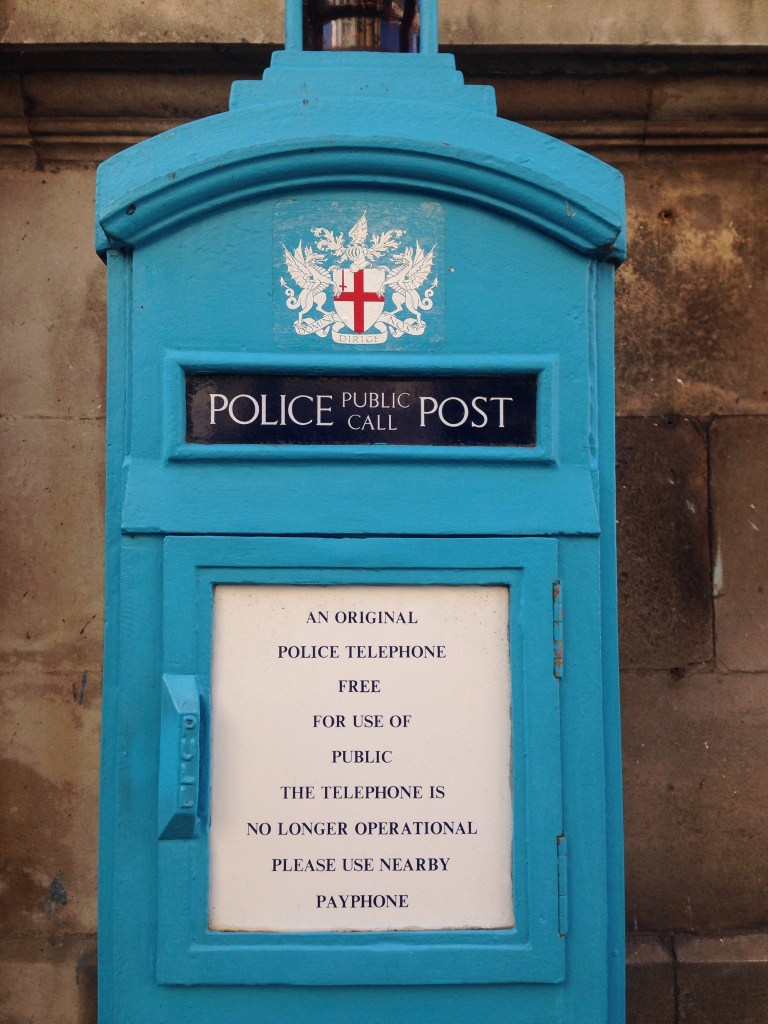 DIRIGE
POLICE PUBLIC CALL POST
AN ORIGINAL
POLICE TELEPHONE
FREE
FOR USE OF
PUBLIC
THE TELEPHONE IS
NO LONGER OPERATIONAL
PLEASE USE NEARBY
PAYPHONE
PULL